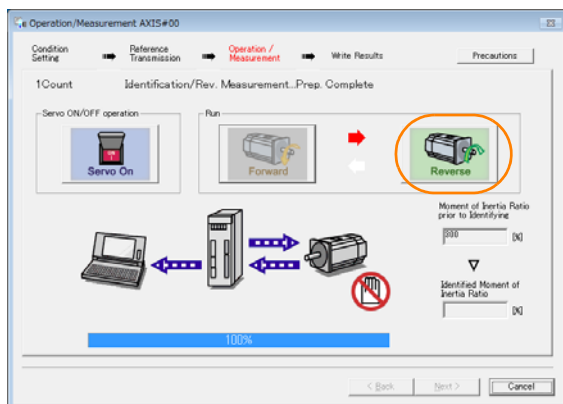 Operation/Measurement AXIS#00
Condition Setting
Reference Transmission
Operation / Measurement
Write Results
Precautions
1Count Identification/Rev. Measurement...Prep. Complete
Servo ON/OFF operation
Run
Servo On
Forward
Reverse
Moment of Inertia Ratio
prior to Identifying
300 [%]
Identified Moment of
Inertia Ratio
[%]
100%
< Back
Next >
Cancel